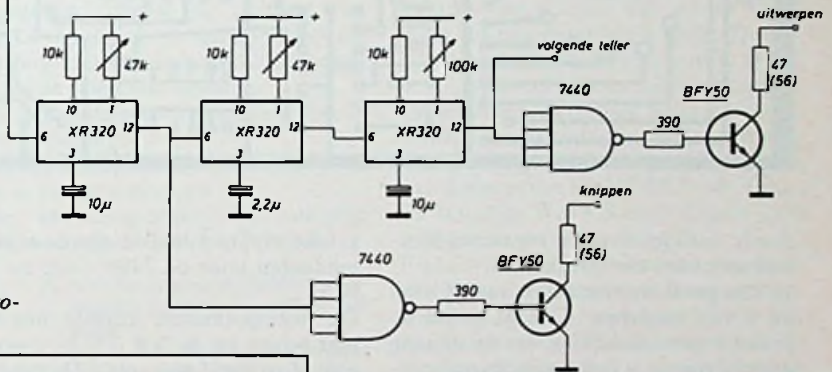 uitwerpen
+ + +
10k 47k 10k 47k 10k 100k
volgende teller
7440
BFY50
47
(56)
10 1 10 1 10 1
6 XR320 12 6 XR320 12 6 XR320 12
390
3 3 3
10µ 2,2µ 10µ
knippen
47
(56)
7440
BFY50
390
o-